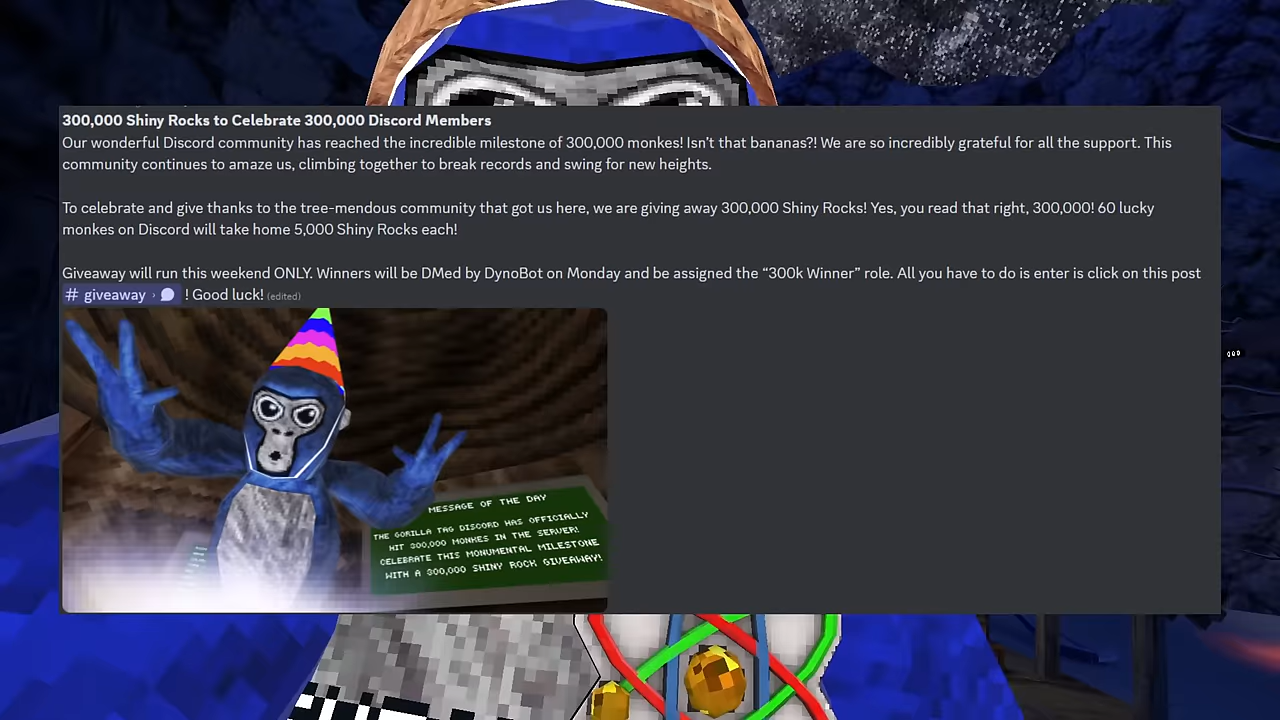 300,000 Shiny Rocks to Celebrate 300,000 Discord Members
Our wonderful Discord community has reached the incredible milestone of 300,000 monkes! Isn't that bananas?! We are so incredibly grateful for all the support. This
community continues to amaze us, climbing together to break records and swing for new heights.
To celebrate and give thanks to the tree-mendous community that got us here, we are giving away 300,000 Shiny Rocks! Yes, you read that right, 300,000! 60 lucky
monkes on Discord will take home 5,000 Shiny Rocks each!
Giveaway will run this weekend ONLY. Winners will be DMed by DynoBot on Monday and be assigned the “300k Winner” role. All you have to do is enter is click on this post
# giveaway › ! Good luck! (edited)
MESSAGE OF THE DAY
THE GORILLA TAG DISCORD HAS OFFICIALLY
HIT 300,000 MONKES IN THE SERVER!
CELEBRATE THIS MONUMENTAL MILESTONE
WITH A 300,000 SHINY ROCK GIVEAWAY!